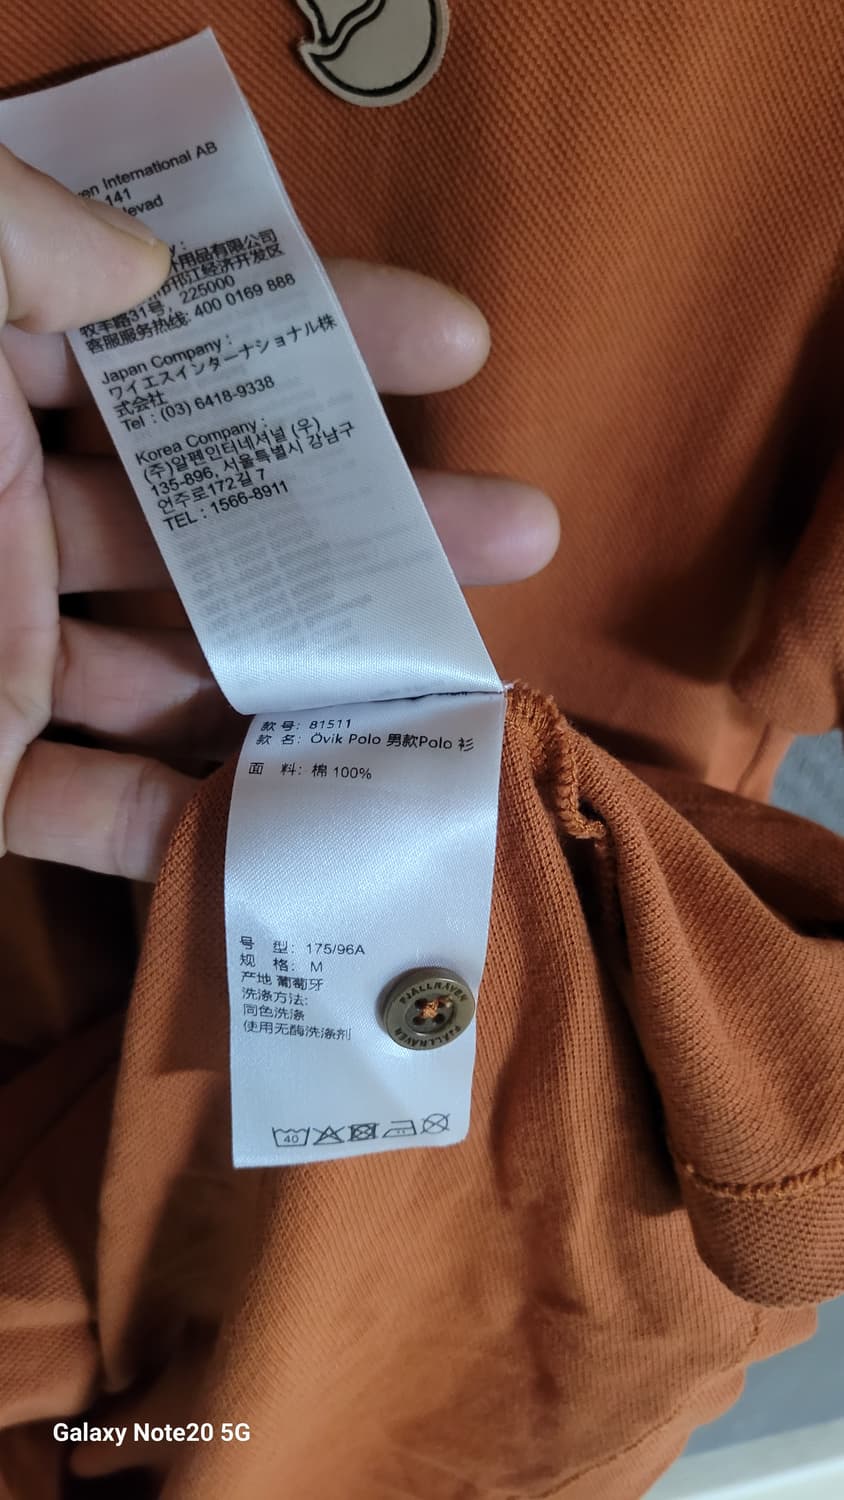 International AB
141
用品有限公司
邗江经济开发区
牧羊路31号, 225000
客服服务热线: 400 0169 888
Japan Company :
ワイエスインターナショナル株
式会社
Tel : (03) 6418-9338
Korea Company :
(주)알펜인터네셔널 (우)
135-896, 서울특별시 강남구
언주로172길 7
TEL : 1566-8911
款 号: 81511
款 名: Övik Polo 男款Polo 衫
面 料: 棉 100%
号 型: 175/96A
规 格: M
产地 葡萄牙
洗涤方法:
同色洗涤
使用无酶洗涤剂
FJÄLLRÄVEN
FJÄLLRÄVEN
40
Galaxy Note20 5G